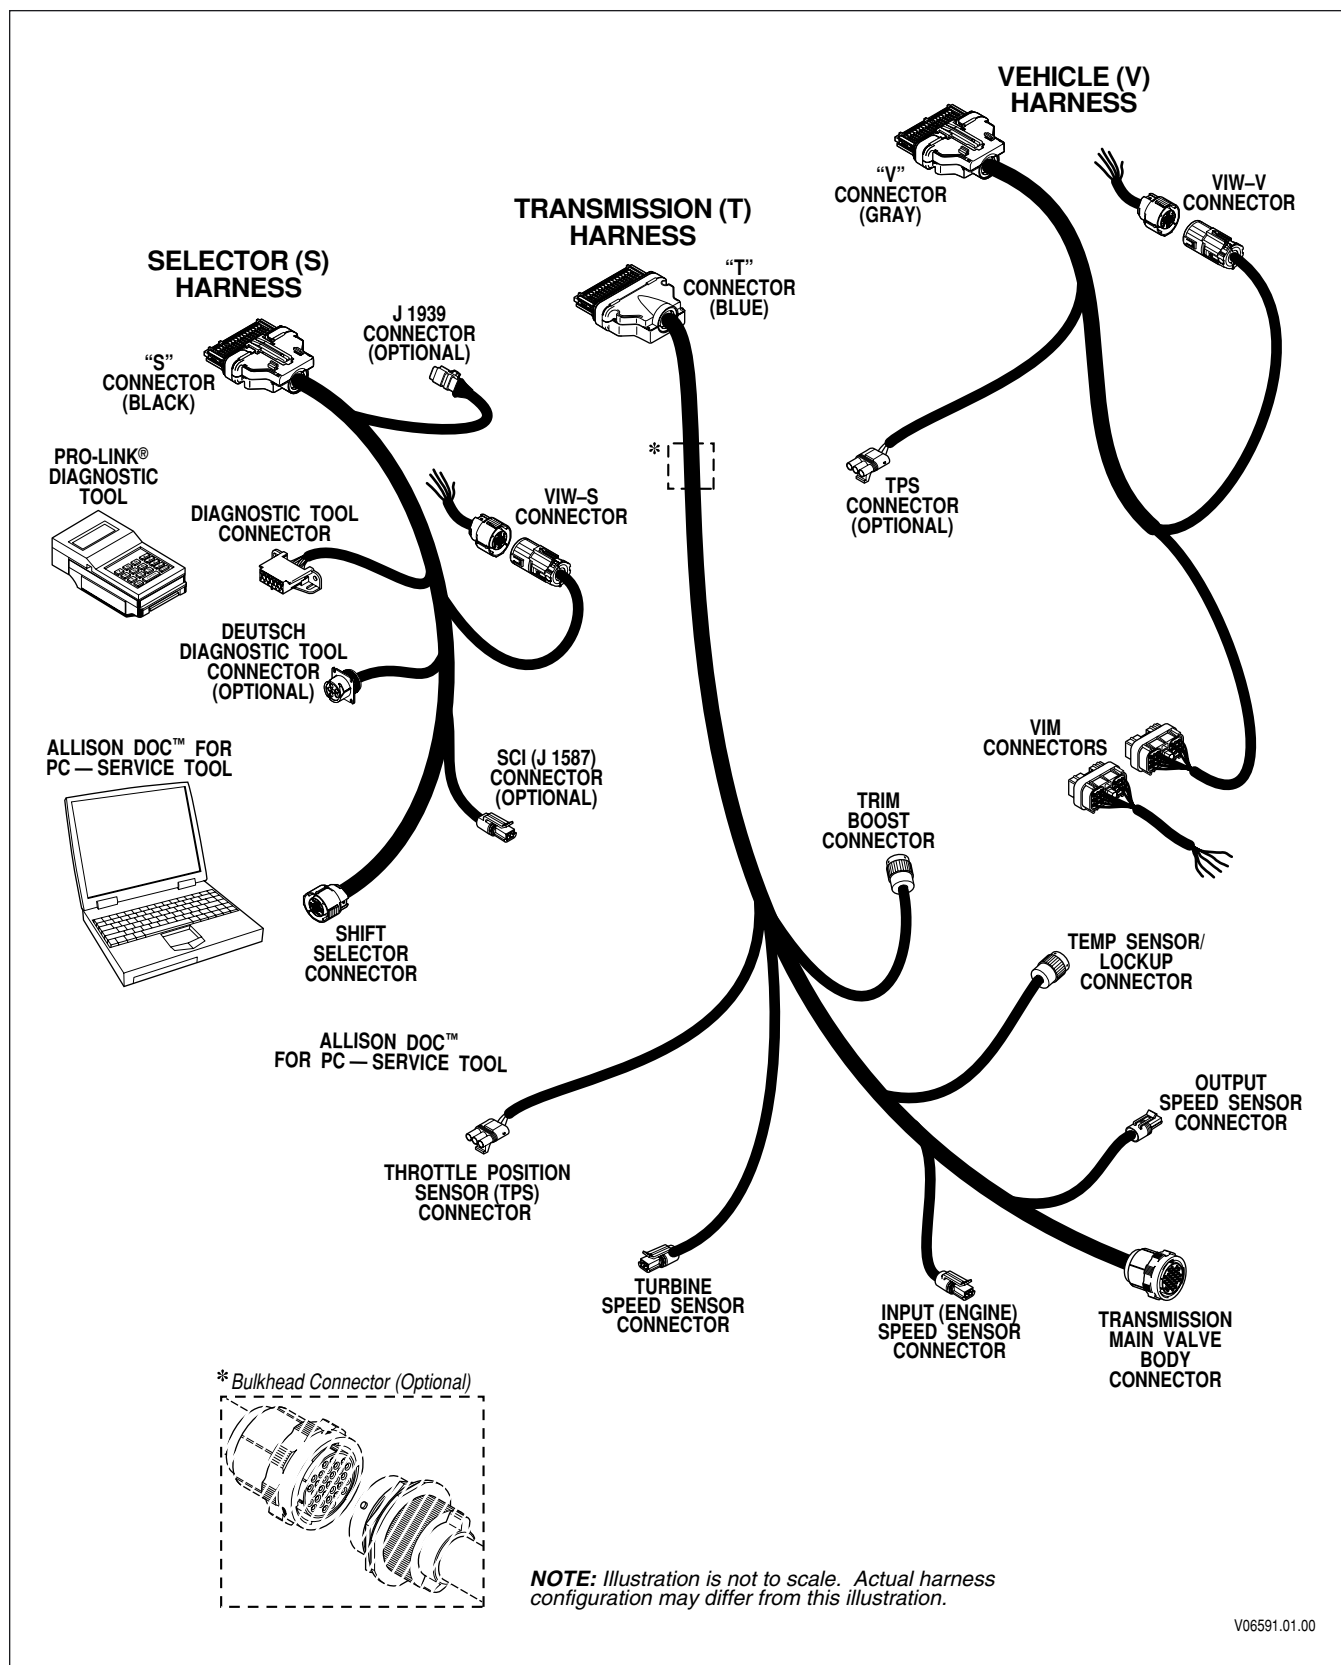 VEHICLE (V)
HARNESS
“V”
CONNECTOR
(GRAY)
VIW–V
CONNECTOR
TRANSMISSION (T)
HARNESS
“T”
CONNECTOR
(BLUE)
SELECTOR (S)
HARNESS
J 1939
CONNECTOR
(OPTIONAL)
“S”
CONNECTOR
(BLACK)
PRO-LINK®
DIAGNOSTIC
TOOL
DIAGNOSTIC TOOL
CONNECTOR
VIW–S
CONNECTOR
*
TPS
CONNECTOR
(OPTIONAL)
DEUTSCH
DIAGNOSTIC TOOL
CONNECTOR
(OPTIONAL)
ALLISON DOC™ FOR
PC — SERVICE TOOL
SCI (J 1587)
CONNECTOR
(OPTIONAL)
VIM
CONNECTORS
TRIM
BOOST
CONNECTOR
SHIFT
SELECTOR
CONNECTOR
TEMP SENSOR/
LOCKUP
CONNECTOR
ALLISON DOC™
FOR PC — SERVICE TOOL
OUTPUT
SPEED SENSOR
CONNECTOR
THROTTLE POSITION
SENSOR (TPS)
CONNECTOR
TURBINE
SPEED SENSOR
CONNECTOR
INPUT (ENGINE)
SPEED SENSOR
CONNECTOR
TRANSMISSION
MAIN VALVE
BODY
CONNECTOR
* Bulkhead Connector (Optional)
NOTE: Illustration is not to scale. Actual harness
configuration may differ from this illustration.
V06591.01.00